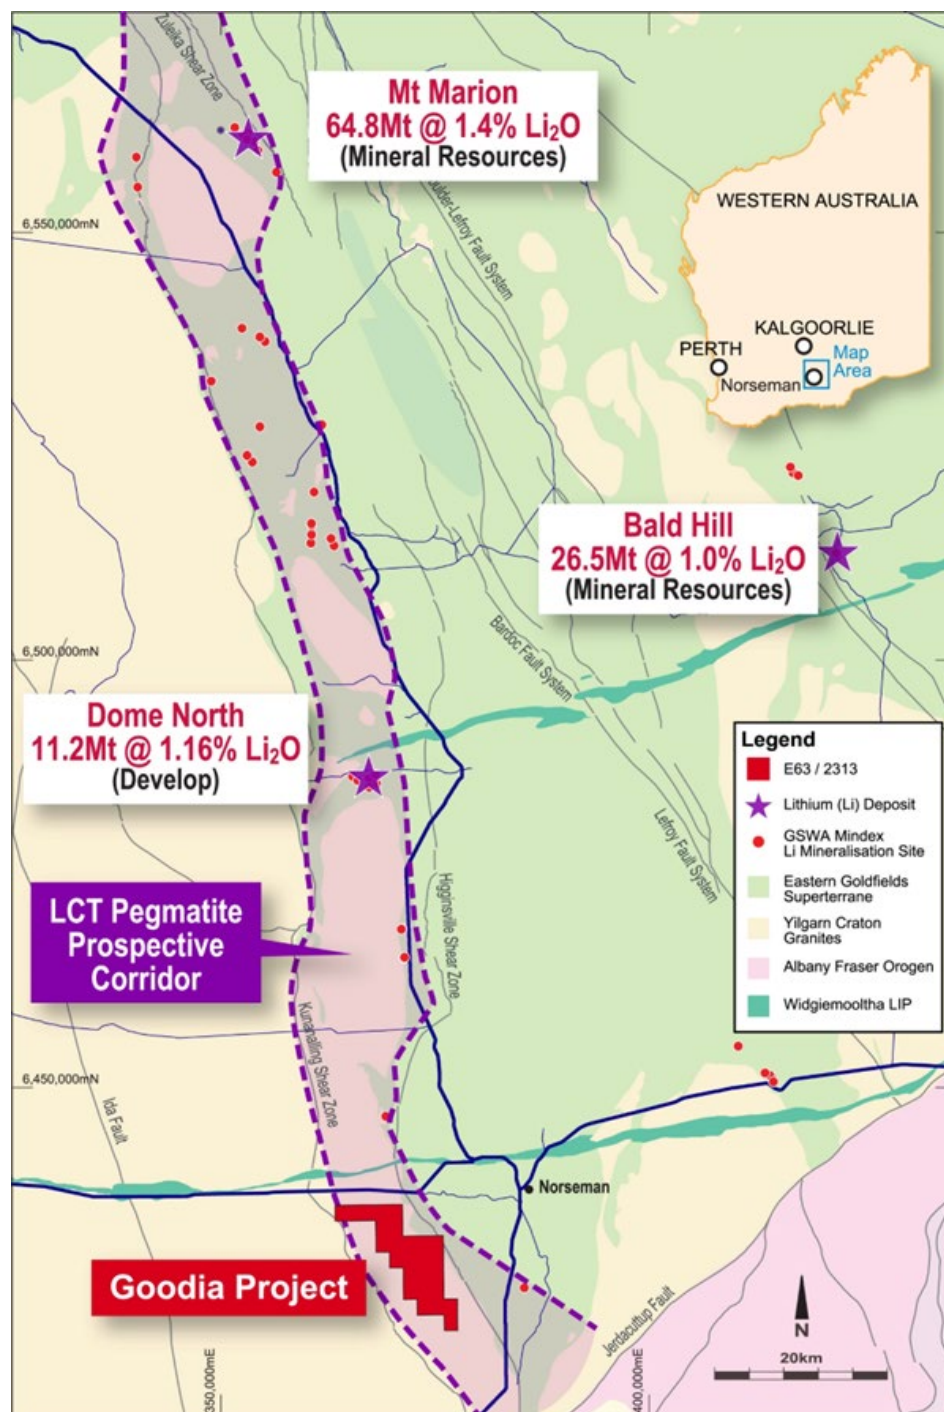 Zuleika Shear Zone
Mt Marion
64.8Mt @ 1.4% Li₂O
(Mineral Resources)
WESTERN AUSTRALIA
6,550,000mN
oulder-Lefroy Fault System
KALGOORLIE
PERTH
Map
Area
Norseman
Bald Hill
26.5Mt @ 1.0% Li₂O
(Mineral Resources)
Bardoc Fault System
6,500,000mN
Dome North
11.2Mt @ 1.16% Li₂O
(Develop)
Lefroy Fault System
Legend
E63 / 2313
Lithium (Li) Deposit
GSWA Mindex
Li Mineralisation Site
Eastern Goldfields
Superterrane
Yilgarn Craton
Granites
Albany Fraser Orogen
Widgiemooltha LIP
LCT Pegmatite
Prospective
Corridor
Higginsville Shear Zone
Kunanalling Shear Zone
6,450,000mN
Ida Fault
Norseman
Goodia Project
Jerdacuttup Fault
N
20km
350,000mE
400,000mE